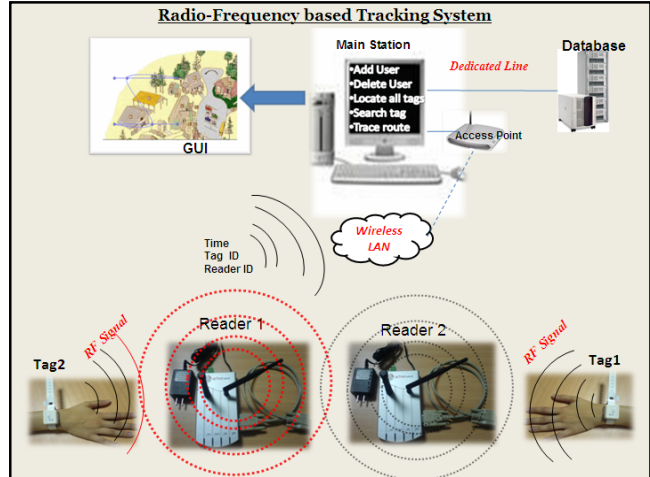 Radio-Frequency based Tracking System
Main Station
Database
•Add User
•Delete User
•Locate all tags
•Search tag
•Trace route
Dedicated Line
Access Point
GUI
Wireless
LAN
Time
Tag ID
Reader ID
Reader 1
Reader 2
RF Signal
RF Signal
Tag2
Tag1